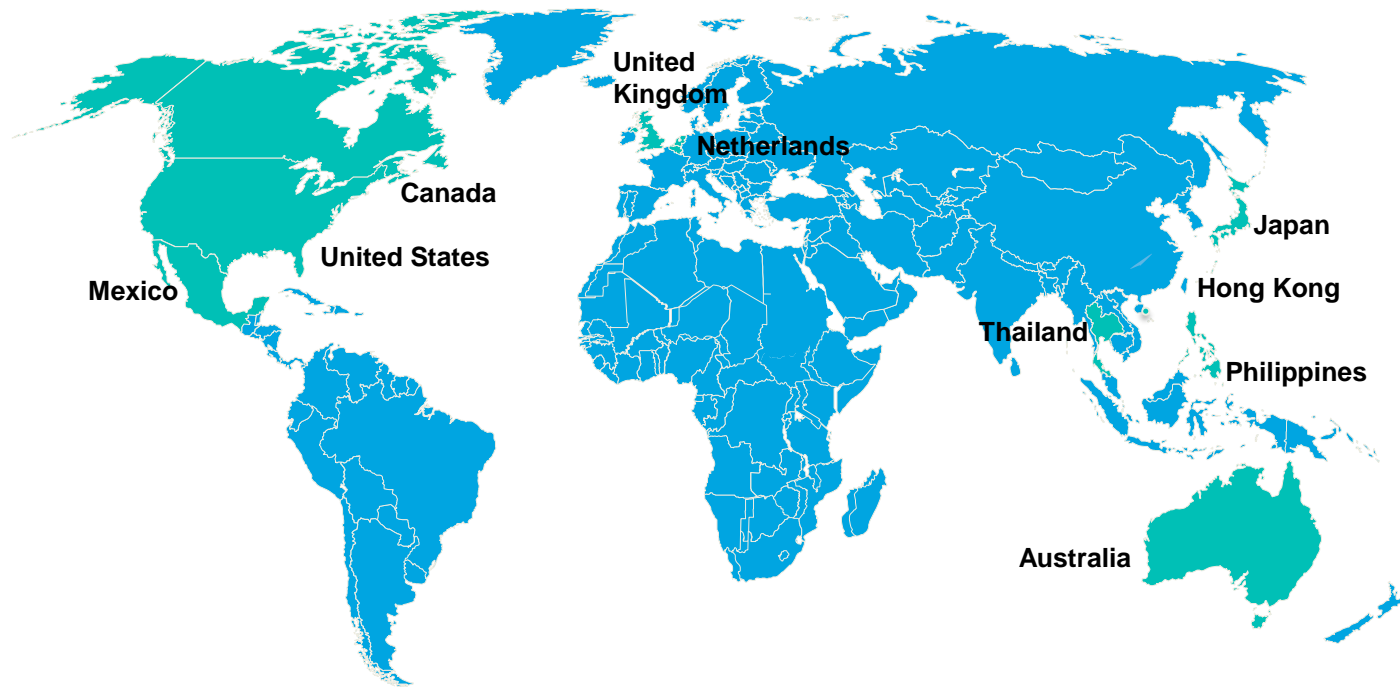 United
Kingdom
Netherlands
Canada
Japan
United States
Mexico
Hong Kong
Thailand
Philippines
Australia